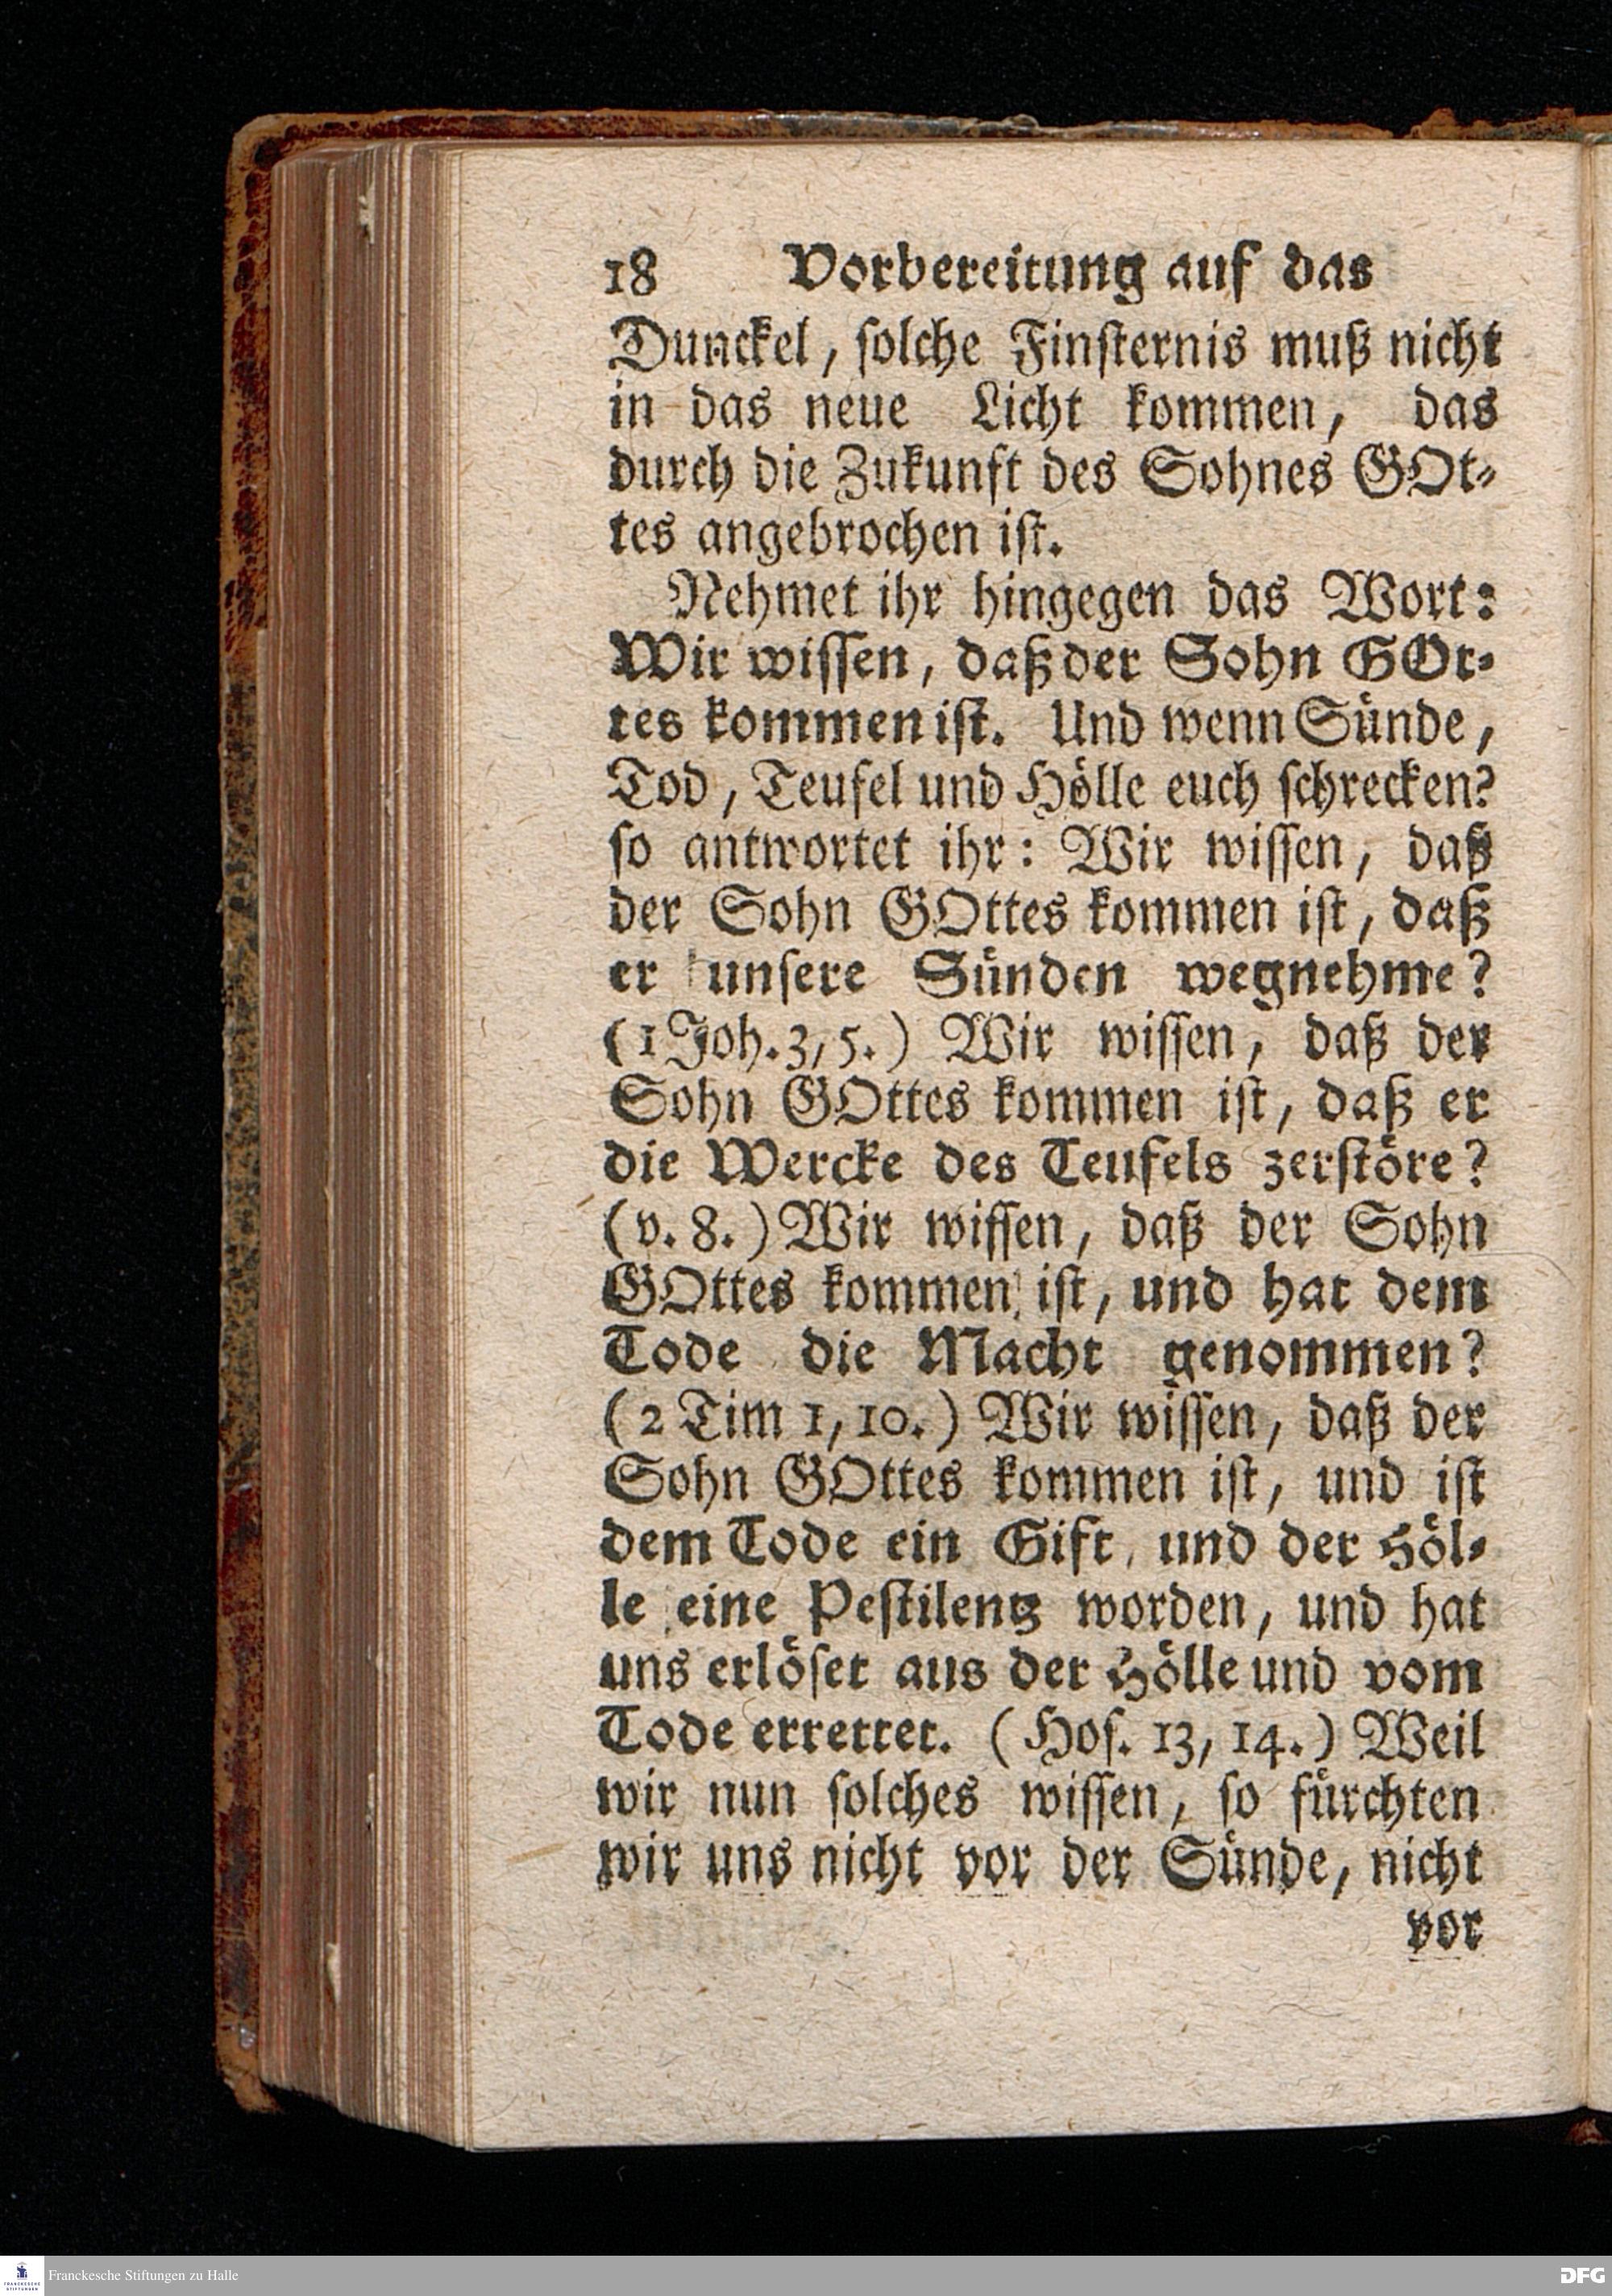 18 Vorbereitung auf das
Dunckel, ſolche Finſternis muß nicht
in das neue Licht kommen, das
durch die Zukunft des Sohnes GOt⸗
tes angebrochen iſt.
Nehmet ihr hingegen das Wort:
Wir wiſſen, daß der Sohn GOt⸗
tes kommen iſt. Und wenn Sünde,
Tod, Teufel und Hölle euch ſchrecken?
ſo antwortet ihr: Wir wiſſen, daß
der Sohn GOttes kommen iſt, daß
er unſere Sünden wegnehme?
(1 Joh. 3, 5.) Wir wiſſen, daß der
Sohn GOttes kommen iſt, daß er
die Wercke des Teufels zerſtöre?
(v. 8.) Wir wiſſen, daß der Sohn
GOttes kommen iſt, und hat dem
Tode die Macht genommen?
(2 Tim 1, 10.) Wir wiſſen, daß der
Sohn GOttes kommen iſt, und iſt
dem Tode ein Gift, und der Höl⸗
le eine Peſtilentz worden, und hat
uns erlöſet aus der Hölle und vom
Tode errettet. (Hoſ. 13, 14.) Weil
wir nun ſolches wiſſen, ſo fürchten
wir uns nicht vor der Sünde, nicht
vor
FRANCKESCHE STIFTUNGEN
Franckesche Stiftungen zu Halle
DFG